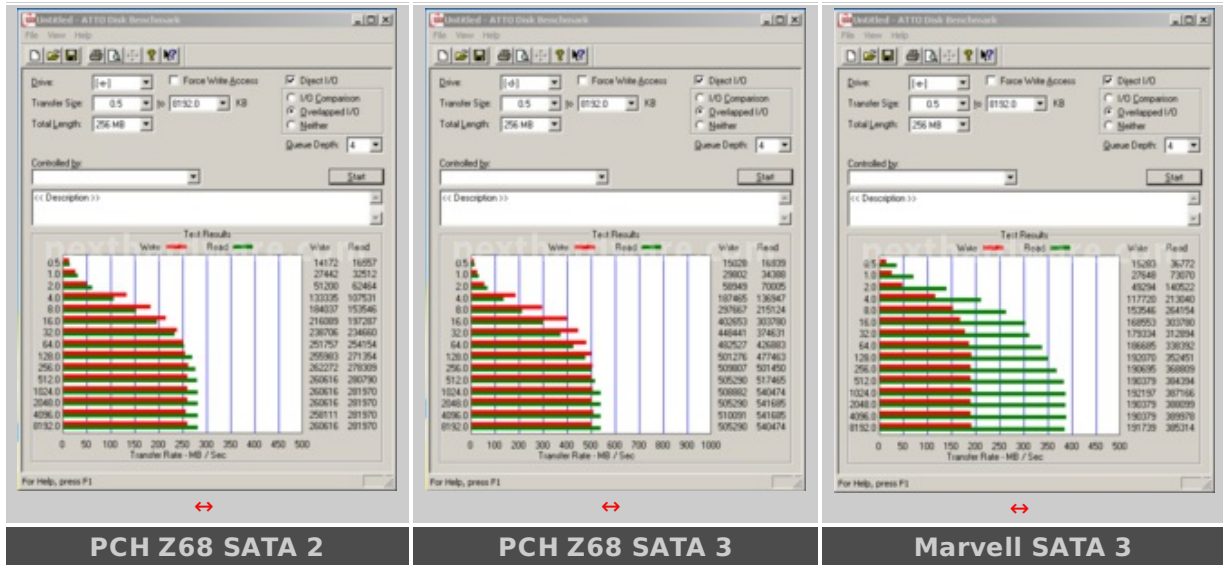 Untitled - ATTO Disk Benchmark
File View Help
Drive: [-e-] Force Write Access Direct I/O
Transfer Size: 0.5 to 8192.0 KB I/O Comparison
Overlapped I/O
Total Length: 256 MB Neither
Queue Depth: 4
Controlled by:
Start
<< Description >>
Test Results
Write Read Write Read
0.5 14172 16557
1.0 27442 32512
2.0 51200 62464
4.0 133335 107531
8.0 184037 153546
16.0 216089 197287
32.0 238706 234660
64.0 251757 254154
128.0 255983 271354
256.0 262272 278309
512.0 260616 280790
1024.0 260616 281970
2048.0 260616 281970
4096.0 258111 281970
8192.0 260616 281970
0 50 100 150 200 250 300 350 400 450 500
Transfer Rate - MB / Sec
For Help, press F1
PCH Z68 SATA 2
Untitled - ATTO Disk Benchmark
File View Help
Drive: [-d-] Force Write Access Direct I/O
Transfer Size: 0.5 to 8192.0 KB I/O Comparison
Overlapped I/O
Total Length: 256 MB Neither
Queue Depth: 4
Controlled by:
Start
<< Description >>
Test Results
Write Read Write Read
0.5 15028 16839
1.0 29802 34388
2.0 58949 70005
4.0 187465 136947
8.0 297667 215124
16.0 402653 303780
32.0 448441 374631
64.0 482527 426883
128.0 501276 477463
256.0 509807 501450
512.0 505290 517465
1024.0 508882 540474
2048.0 505290 541685
4096.0 510091 541685
8192.0 505290 540474
0 100 200 300 400 500 600 700 800 900 1000
Transfer Rate - MB / Sec
For Help, press F1
PCH Z68 SATA 3
Untitled - ATTO Disk Benchmark
File View Help
Drive: [-e-] Force Write Access Direct I/O
Transfer Size: 0.5 to 8192.0 KB I/O Comparison
Overlapped I/O
Total Length: 256 MB Neither
Queue Depth: 4
Controlled by:
Start
<< Description >>
Test Results
Write Read Write Read
0.5 15283 36772
1.0 27648 73070
2.0 49294 140522
4.0 117720 213040
8.0 153546 264154
16.0 168553 303780
32.0 179334 312894
64.0 186685 338392
128.0 192070 352451
256.0 190695 368809
512.0 190379 384394
1024.0 192197 387166
2048.0 190379 388099
4096.0 190379 389978
8192.0 191739 385314
0 50 100 150 200 250 300 350 400 450 500
Transfer Rate - MB / Sec
For Help, press F1
Marvell SATA 3